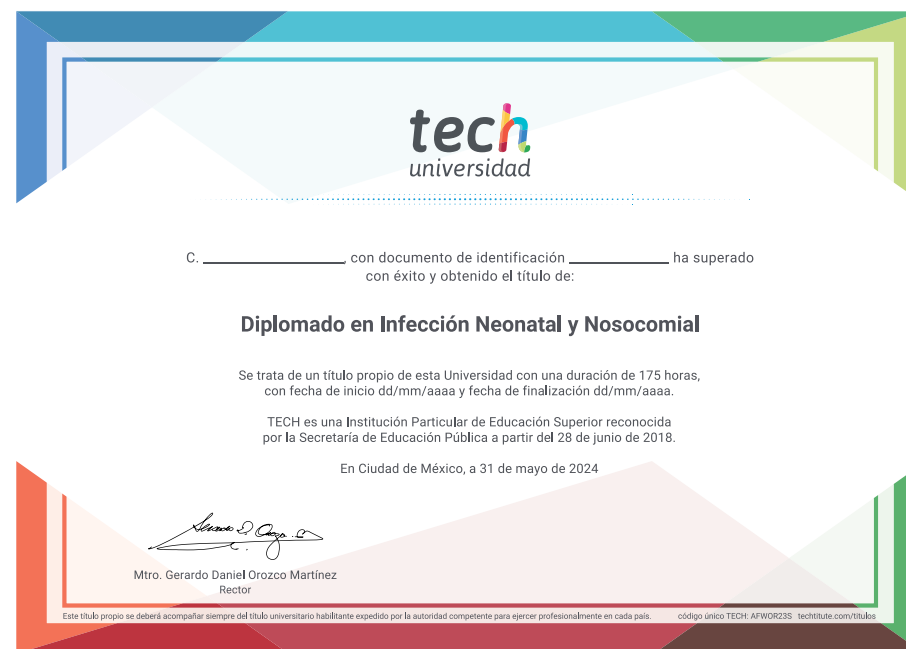 tech
universidad
C. ____________, con documento de identificación ____________ ha superado
con éxito y obtenido el título de:
Diplomado en Infección Neonatal y Nosocomial
Se trata de un título propio de esta Universidad con una duración de 175 horas,
con fecha de inicio dd/mm/aaaa y fecha de finalización dd/mm/aaaa.
TECH es una Institución Particular de Educación Superior reconocida
por la Secretaría de Educación Pública a partir del 28 de junio de 2018.
En Ciudad de México, a 31 de mayo de 2024
Mtro. Gerardo Daniel Orozco Martínez
Rector
Este título propio se deberá acompañar siempre del título universitario habilitante expedido por la autoridad competente para ejercer profesionalmente en cada país. código único TECH: AFWOR23S techtitute.com/titulos